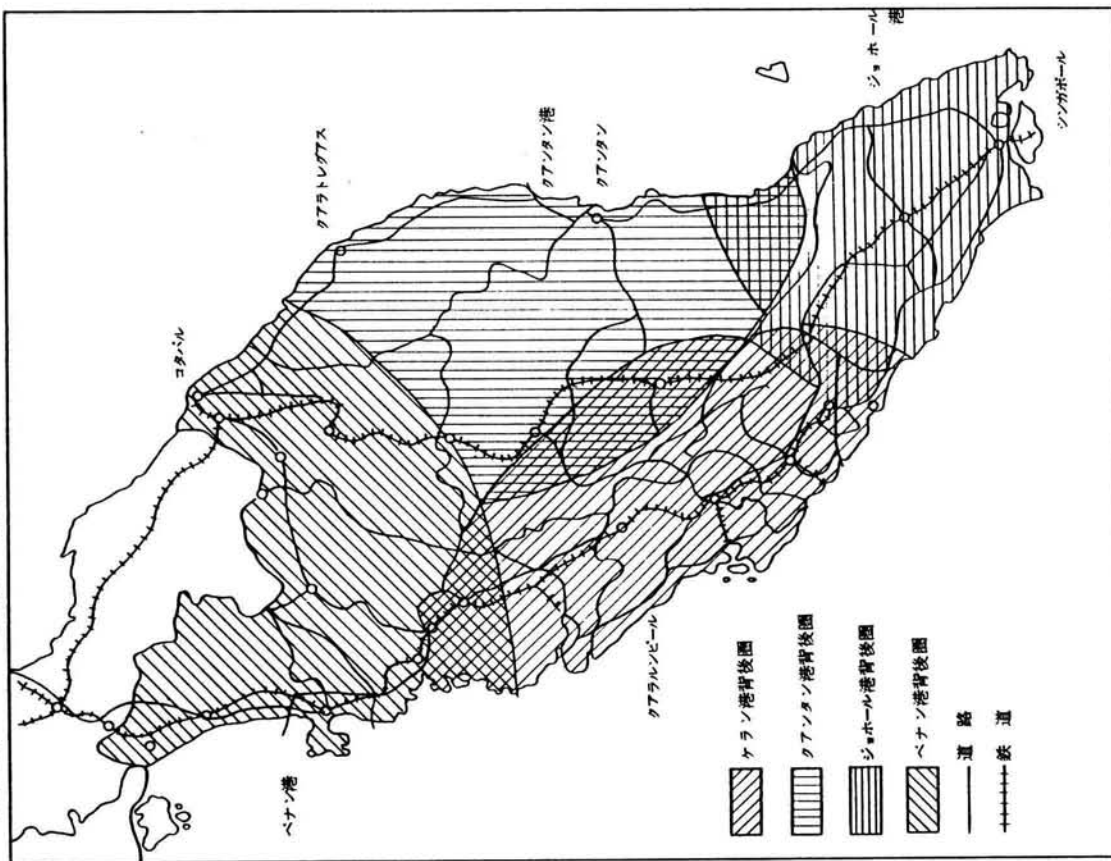 コタバル
クアラトレグアス
クアンタン港
クアンタン
ジョホール港
シンガポール
ペナン港
クアラルンピール
ケラン港背後圏
クアンタン港背後圏
ジョホール港背後圏
ペナン港背後圏
道路
鉄道